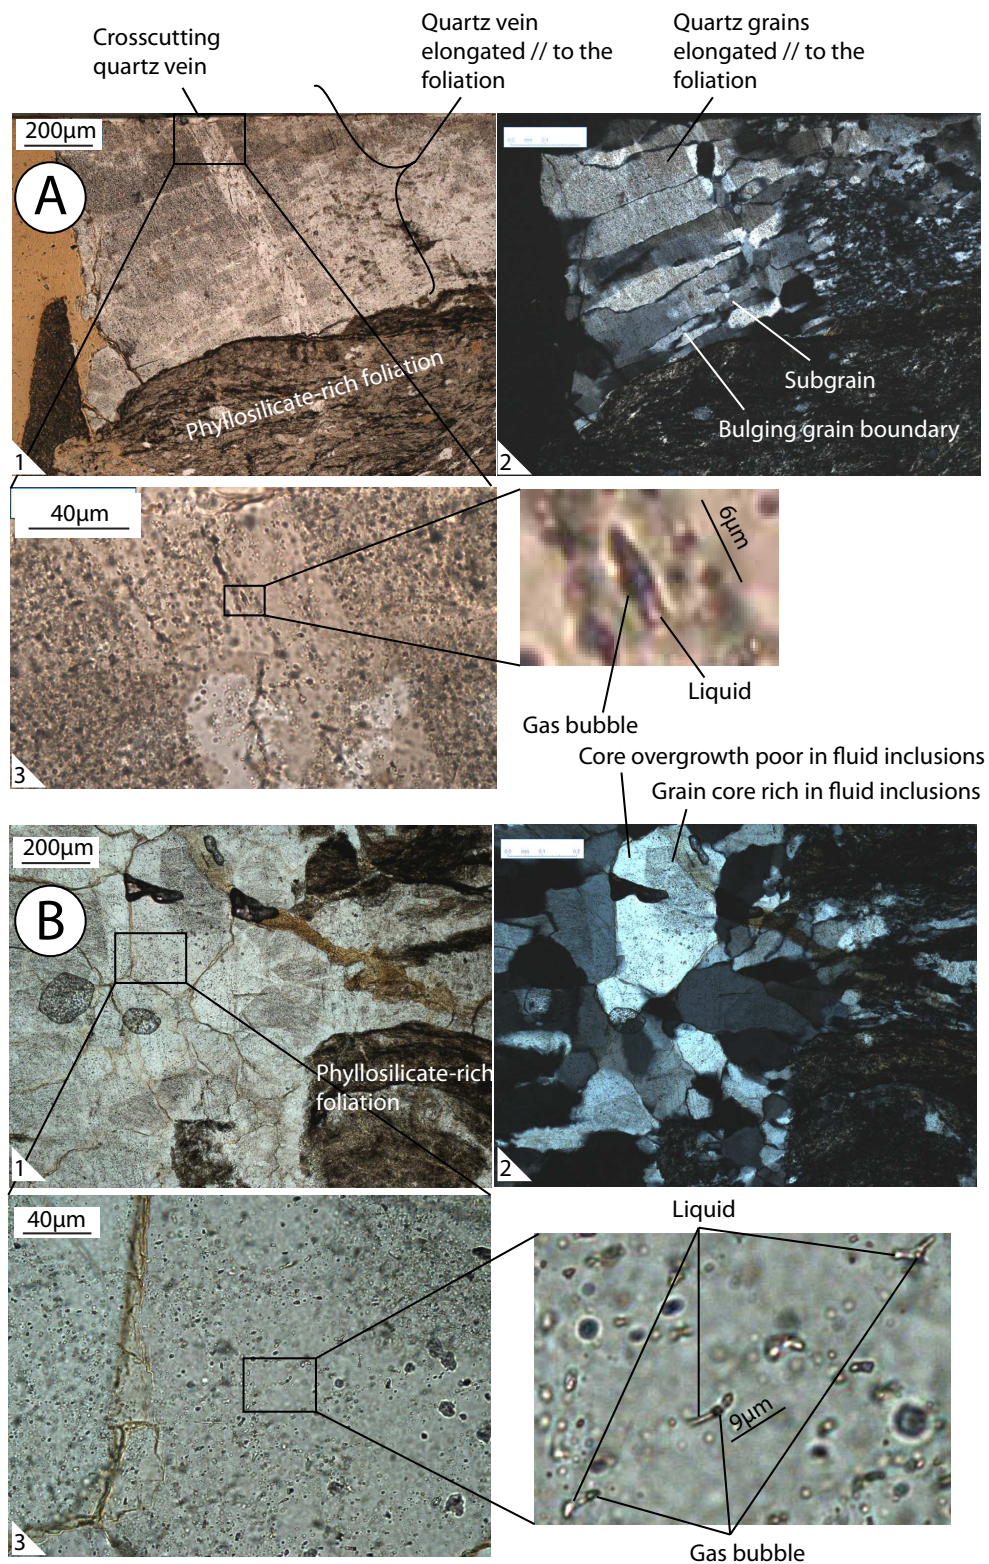 Crosscutting
quartz vein
Quartz vein
elongated // to the
foliation
Quartz grains
elongated // to the
foliation
200µm
A
Phyllosilicate-rich foliation
1
Subgrain
Bulging grain boundary
2
40µm
3
6µm
Liquid
Gas bubble
Core overgrowth poor in fluid inclusions
Grain core rich in fluid inclusions
200µm
B
Phyllosilicate-rich
foliation
1
2
40µm
3
Liquid
9µm
Gas bubble